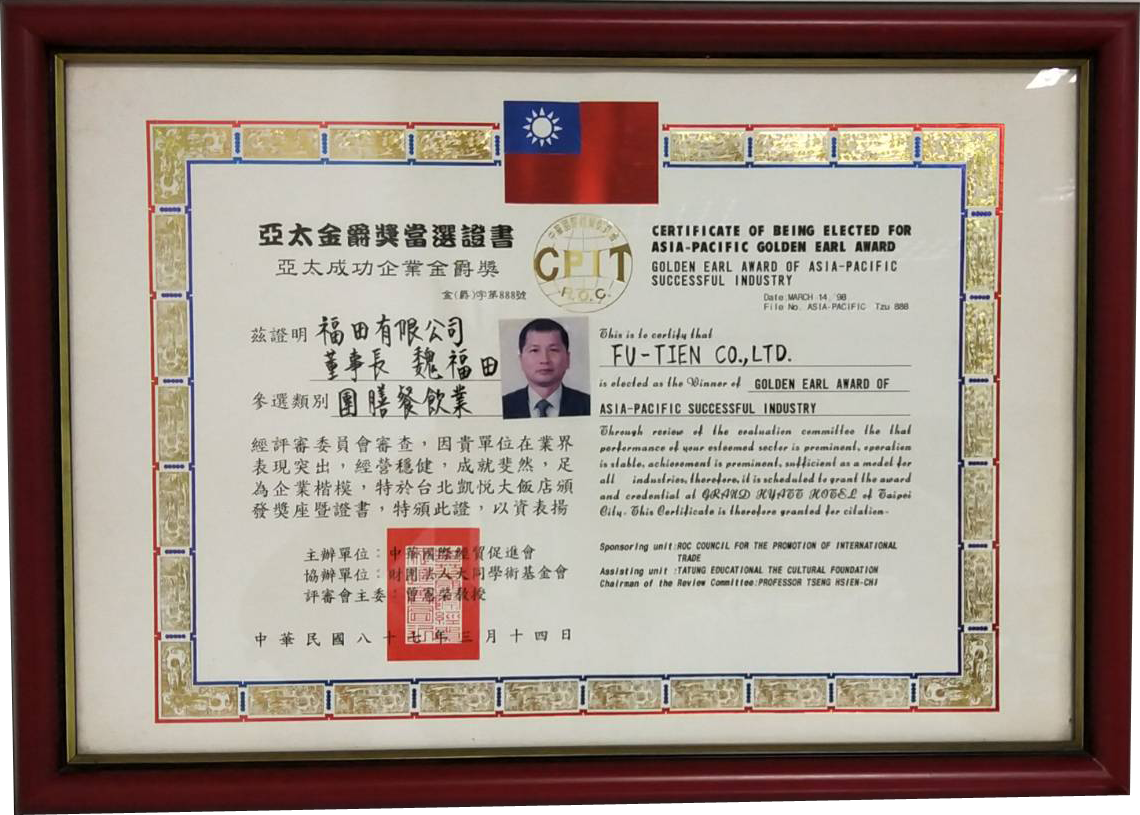 亞太金爵獎當選證書
亞太成功企業金爵獎
金(爵)字第888號
茲證明 福田有限公司
董事長 魏福田
參選類別 團膳餐飲業
經評審委員會審查，因貴單位在業界
表現突出，經營穩健，成就斐然，足
為企業楷模，特於台北凱悅大飯店頒
發獎座暨證書，特頒此證，以資表揚
主辦單位：中華國際經貿促進會
協辦單位：財團法人大同學術基金會
評審會主委：曾憲榮教授
中華民國八十七年三月十四日
CPIT
R.O.C
CERTIFICATE OF BEING ELECTED FOR
ASIA-PACIFIC GOLDEN EARL AWARD
GOLDEN EARL AWARD OF ASIA-PACIFIC
SUCCESSFUL INDUSTRY
Date:MARCH 14, '98
File No. ASIA-PACIFIC Tzu 888
This is to certify that
FU-TIEN CO.,LTD.
is elected as the Winner of GOLDEN EARL AWARD OF
ASIA-PACIFIC SUCCESSFUL INDUSTRY
Through review of the evaluation committee the that
performance of your esteemed sector is prominent, operation
is stable, achievement is prominent, sufficient as a model for
all industries, therefore, it is scheduled to grant the award
and credential at GRAND HYATT HOTEL of Taipei
City. This Certificate is therefore granted for citation.
Sponsoring unit:ROC COUNCIL FOR THE PROMOTION OF INTERNATIONAL
TRADE
Assisting unit :TATUNG EDUCATIONAL THE CULTURAL FOUNDATION
Chairman of the Review Committee:PROFESSOR TSENG HSIEN-CHI